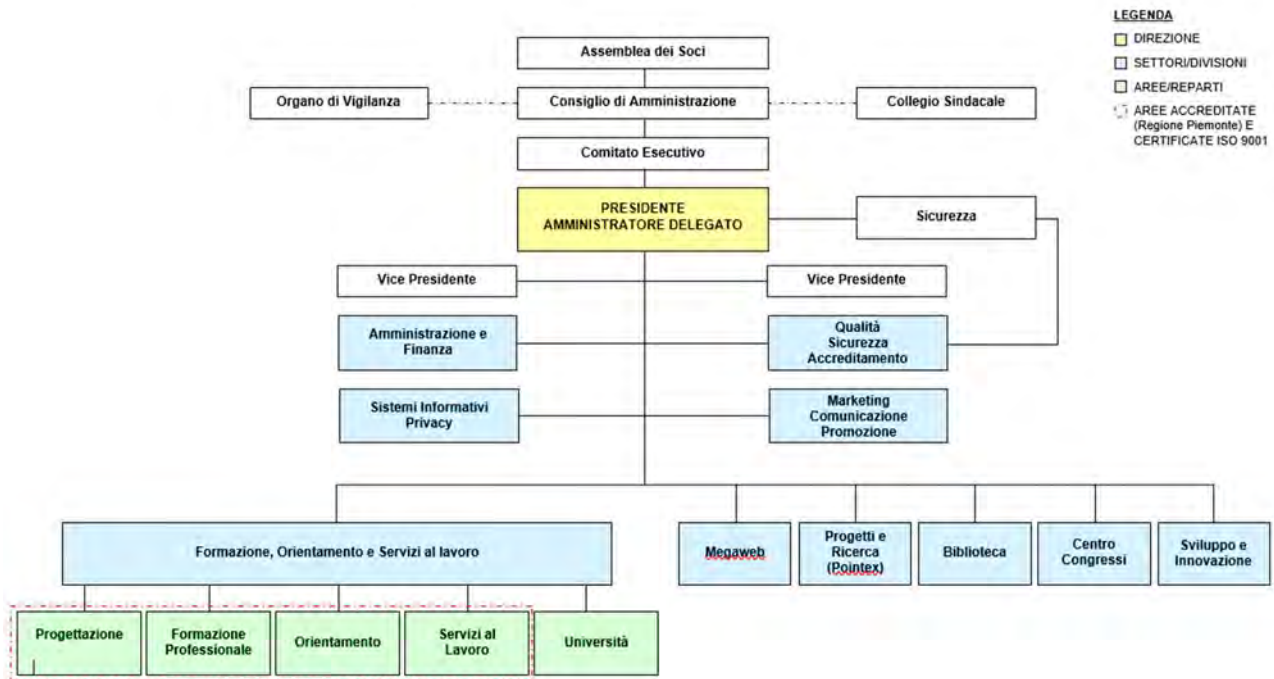 LEGENDA
DIREZIONE
SETTORI/DIVISIONI
AREE/REPARTI
AREE ACCREDITATE
(Regione Piemonte) E
CERTIFICATE ISO 9001
Assemblea dei Soci
Organo di Vigilanza
Consiglio di Amministrazione
Collegio Sindacale
Comitato Esecutivo
PRESIDENTE
AMMINISTRATORE DELEGATO
Sicurezza
Vice Presidente
Vice Presidente
Amministrazione e
Finanza
Qualità
Sicurezza
Accreditamento
Sistemi Informativi
Privacy
Marketing
Comunicazione
Promozione
Formazione, Orientamento e Servizi al lavoro
Megaweb
Progetti e
Ricerca
(Pointex)
Biblioteca
Centro
Congressi
Sviluppo e
Innovazione
Progettazione
Formazione
Professionale
Orientamento
Servizi al
Lavoro
Università